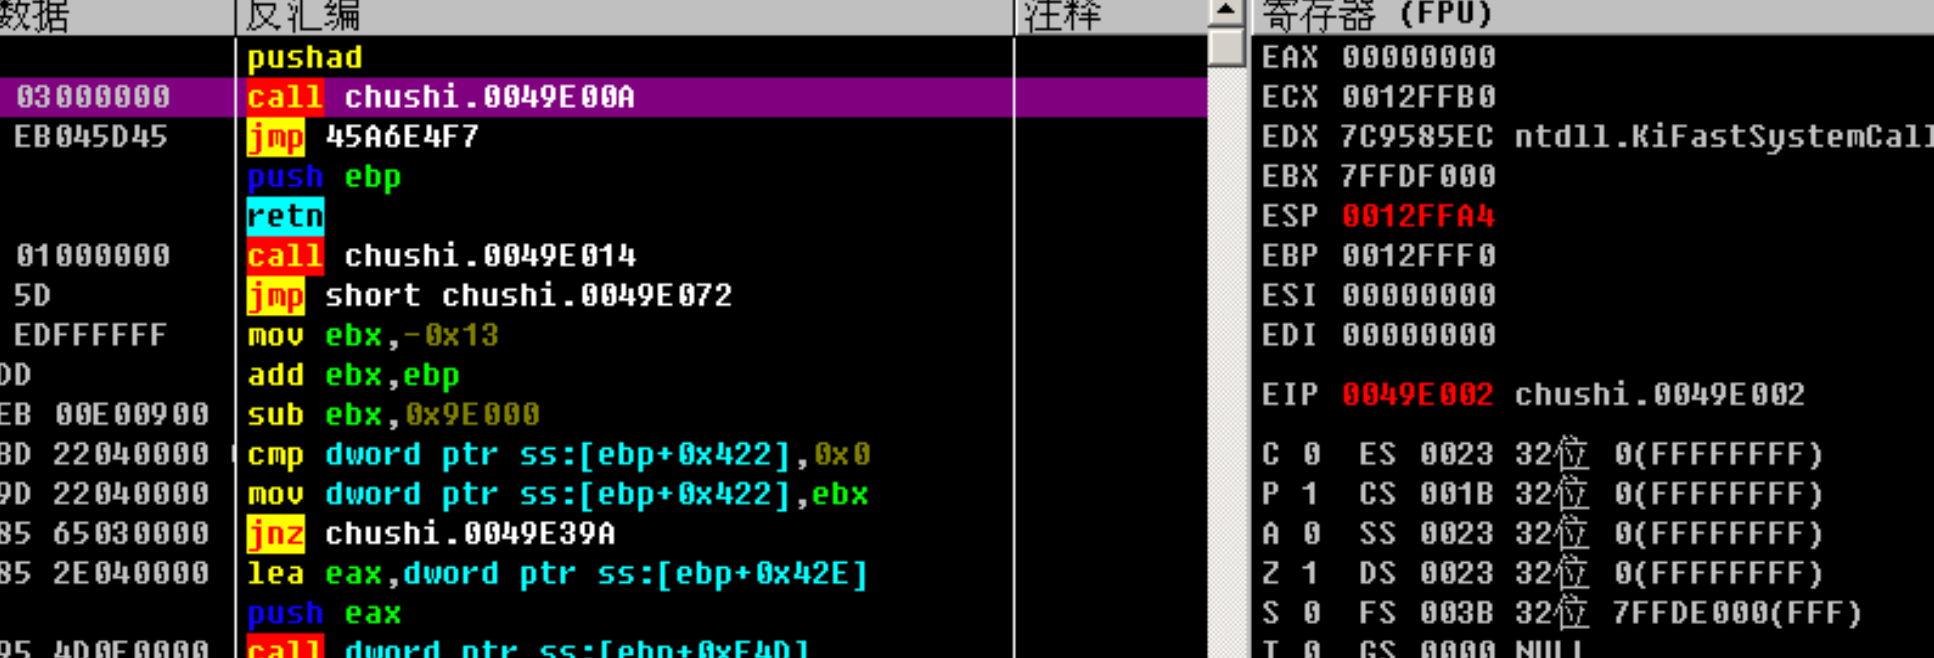 数据 反汇编 注释 寄存器 (FPU)
pushad EAX 00000000
03000000 call chushi.0049E00A ECX 0012FFB0
EB045D45 jmp 45A6E4F7 EDX 7C9585EC ntdll.KiFastSystemCall
push ebp EBX 7FFDF000
retn ESP 0012FFA4
01000000 call chushi.0049E014 EBP 0012FFF0
5D jmp short chushi.0049E072 ESI 00000000
EDFFFFFF mov ebx,-0x13 EDI 00000000
DD add ebx,ebp
EIP 0049E002 chushi.0049E002
EB 00E00900 sub ebx,0x9E000
BD 22040000 cmp dword ptr ss:[ebp+0x422],0x0 C 0 ES 0023 32位 0(FFFFFFFF)
9D 22040000 mov dword ptr ss:[ebp+0x422],ebx P 1 CS 001B 32位 0(FFFFFFFF)
85 65030000 jnz chushi.0049E39A A 0 SS 0023 32位 0(FFFFFFFF)
85 2E040000 lea eax,dword ptr ss:[ebp+0x42E] Z 1 DS 0023 32位 0(FFFFFFFF)
push eax S 0 FS 003B 32位 7FFDE000(FFF)
95 4D0F0000 call dword ptr ss:[ebp+0xF4D] T 0 GS 0000 NULL